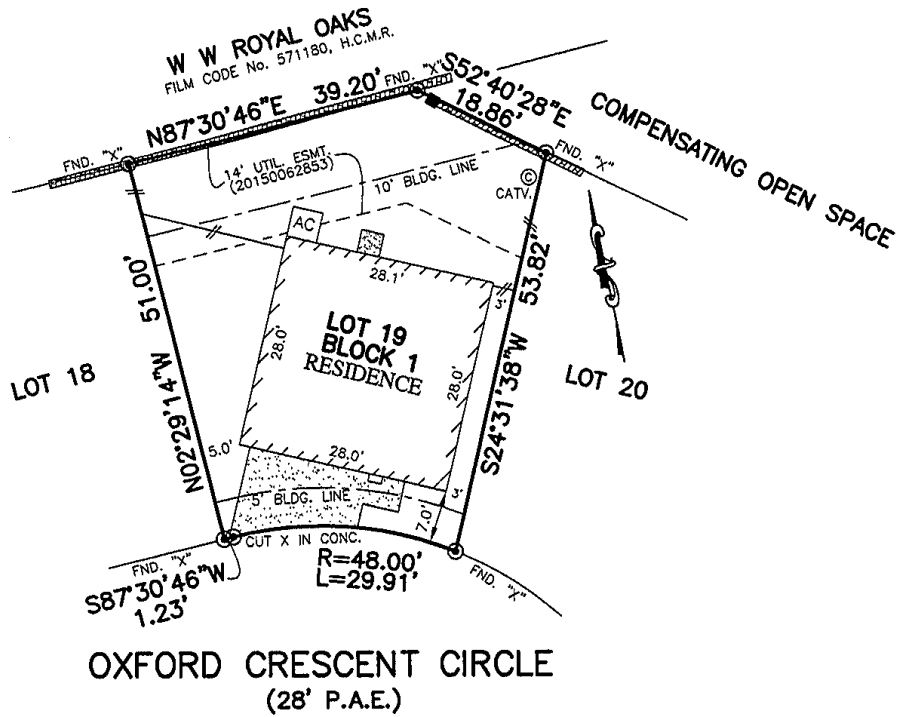 W W ROYAL OAKS
FILM CODE No. 571180, H.C.M.R.
N87°30'46"E 39.20'
FND. "X"
S52°40'28"E
18.86'
COMPENSATING OPEN SPACE
FND. "X"
FND. "X"
14' UTIL. ESMT.
(20150062853)
10' BLDG. LINE
C
CATV.
AC
28.1'
3'
N02°29'14"W 51.00'
S24°31'38"W 53.82'
LOT 19
BLOCK 1
RESIDENCE
28.0'
28.0'
LOT 18
LOT 20
5.0'
28.0'
5' BLDG. LINE
3'
7.0'
CUT X IN CONC.
FND. "X"
R=48.00'
L=29.91'
FND. "X"
S87°30'46"W
1.23'
OXFORD CRESCENT CIRCLE
(28' P.A.E.)